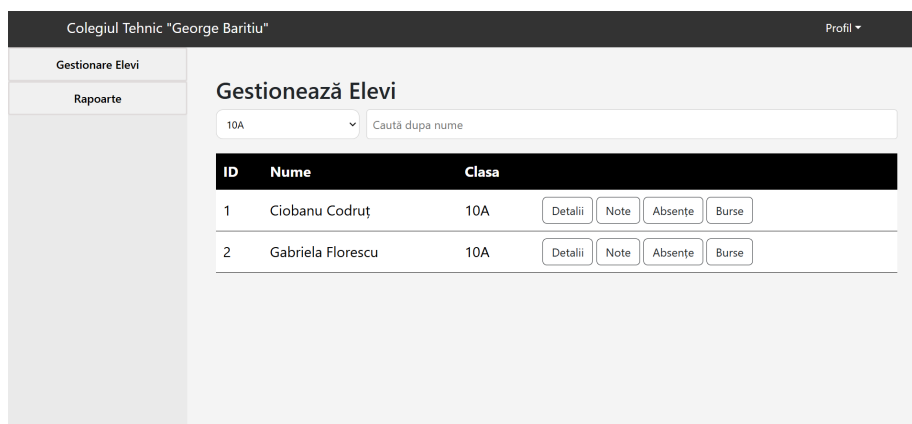 Colegiul Tehnic "George Baritiu" Profil
Gestionare Elevi
Rapoarte
Gestionează Elevi
10A Caută dupa nume
ID Nume Clasa
1 Ciobanu Codruț 10A Detalii Note Absențe Burse
2 Gabriela Florescu 10A Detalii Note Absențe Burse